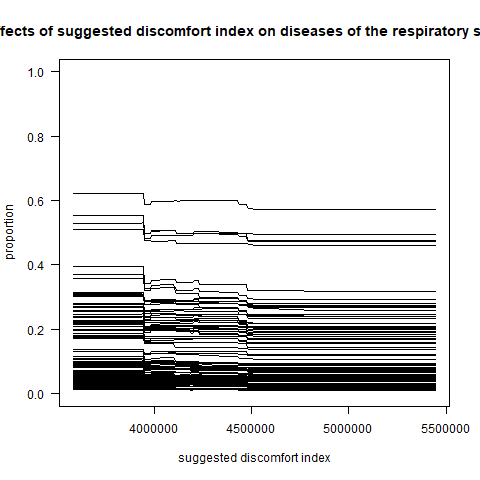 fects of suggested discomfort index on diseases of the respiratory s
1.0
0.8
0.6
0.4
0.2
0.0
proportion
4000000 4500000 5000000 5500000
suggested discomfort index